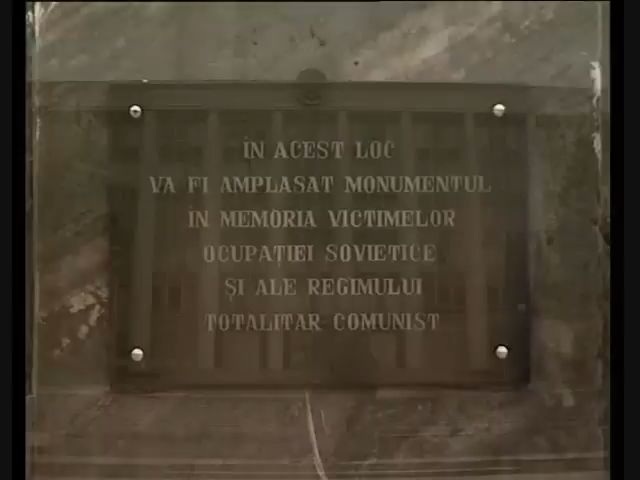 ÎN ACEST LOC
VA FI AMPLASAT MONUMENTUL
ÎN MEMORIA VICTIMELOR
OCUPAȚIEI SOVIETICE
ȘI ALE REGIMULUI
TOTALITAR COMUNIST